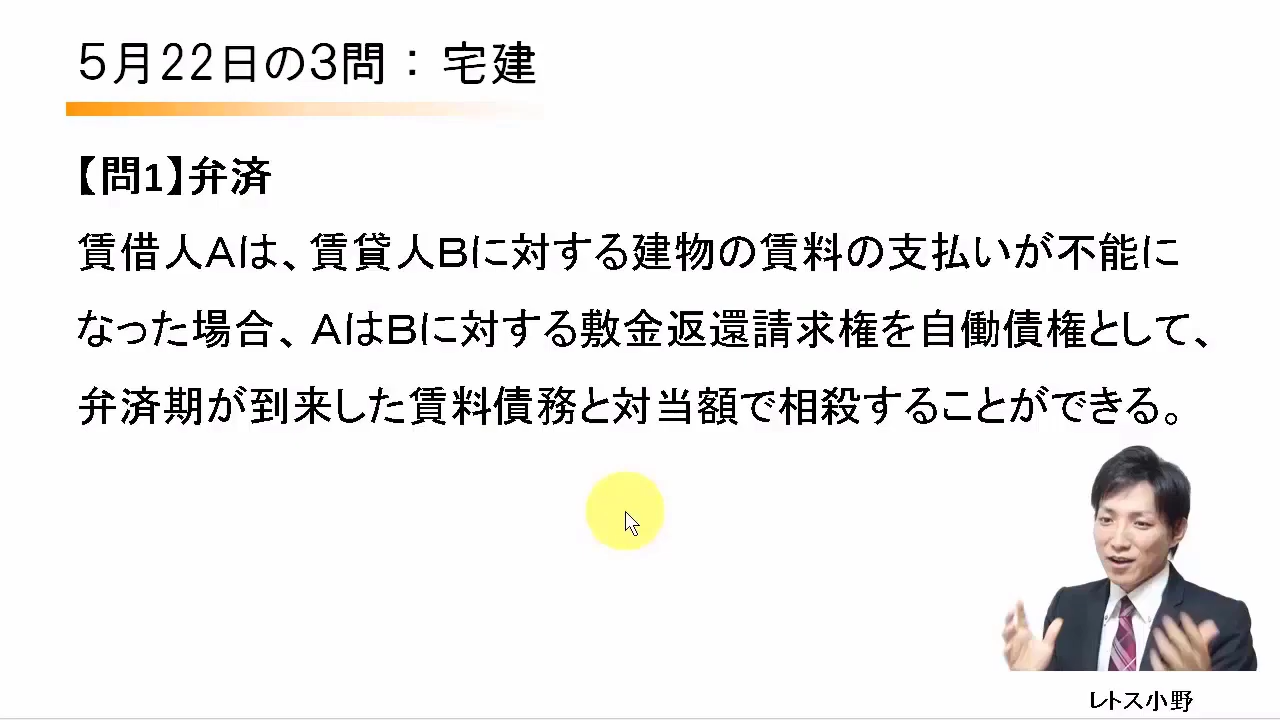 5月22日の3問：宅建
【問1】弁済
賃借人Aは、賃貸人Bに対する建物の賃料の支払いが不能に
なった場合、AはBに対する敷金返還請求権を自働債権として、
弁済期が到来した賃料債務と対当額で相殺することができる。
レトス小野